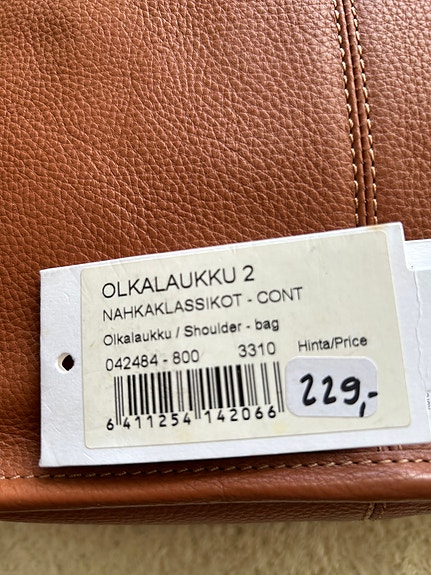 OLKALAUKKU 2
NAHKAKLASSIKOT - CONT
Olkalaukku / Shoulder - bag
042484 - 800 3310 Hinta/Price
229,-
6 411254 142066